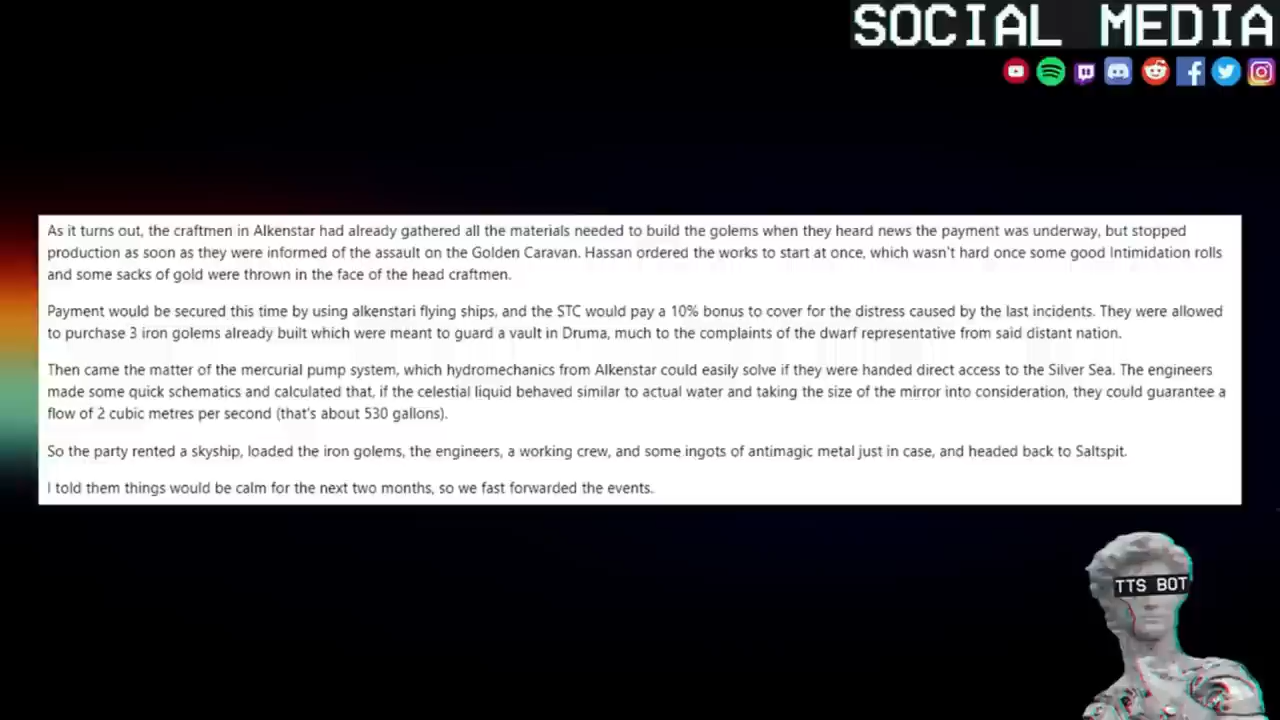 SOCIAL MEDIA
As it turns out, the craftmen in Alkenstar had already gathered all the materials needed to build the golems when they heard news the payment was underway, but stopped
production as soon as they were informed of the assault on the Golden Caravan. Hassan ordered the works to start at once, which wasn't hard once some good Intimidation rolls
and some sacks of gold were thrown in the face of the head craftmen.
Payment would be secured this time by using alkenstari flying ships, and the STC would pay a 10% bonus to cover for the distress caused by the last incidents. They were allowed
to purchase 3 iron golems already built which were meant to guard a vault in Druma, much to the complaints of the dwarf representative from said distant nation.
Then came the matter of the mercurial pump system, which hydromechanics from Alkenstar could easily solve if they were handed direct access to the Silver Sea. The engineers
made some quick schematics and calculated that, if the celestial liquid behaved similar to actual water and taking the size of the mirror into consideration, they could guarantee a
flow of 2 cubic metres per second (that's about 530 gallons).
So the party rented a skyship, loaded the iron golems, the engineers, a working crew, and some ingots of antimagic metal just in case, and headed back to Saltspit.
I told them things would be calm for the next two months, so we fast forwarded the events.
TTS BOT